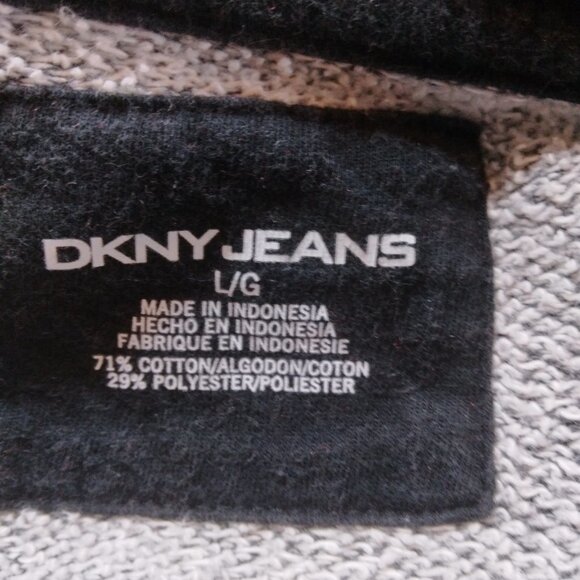 DKNY JEANS
L/G
MADE IN INDONESIA
HECHO EN INDONESIA
FABRIQUE EN INDONESIE
71% COTTON/ALGODON/COTON
29% POLYESTER/POLIESTER